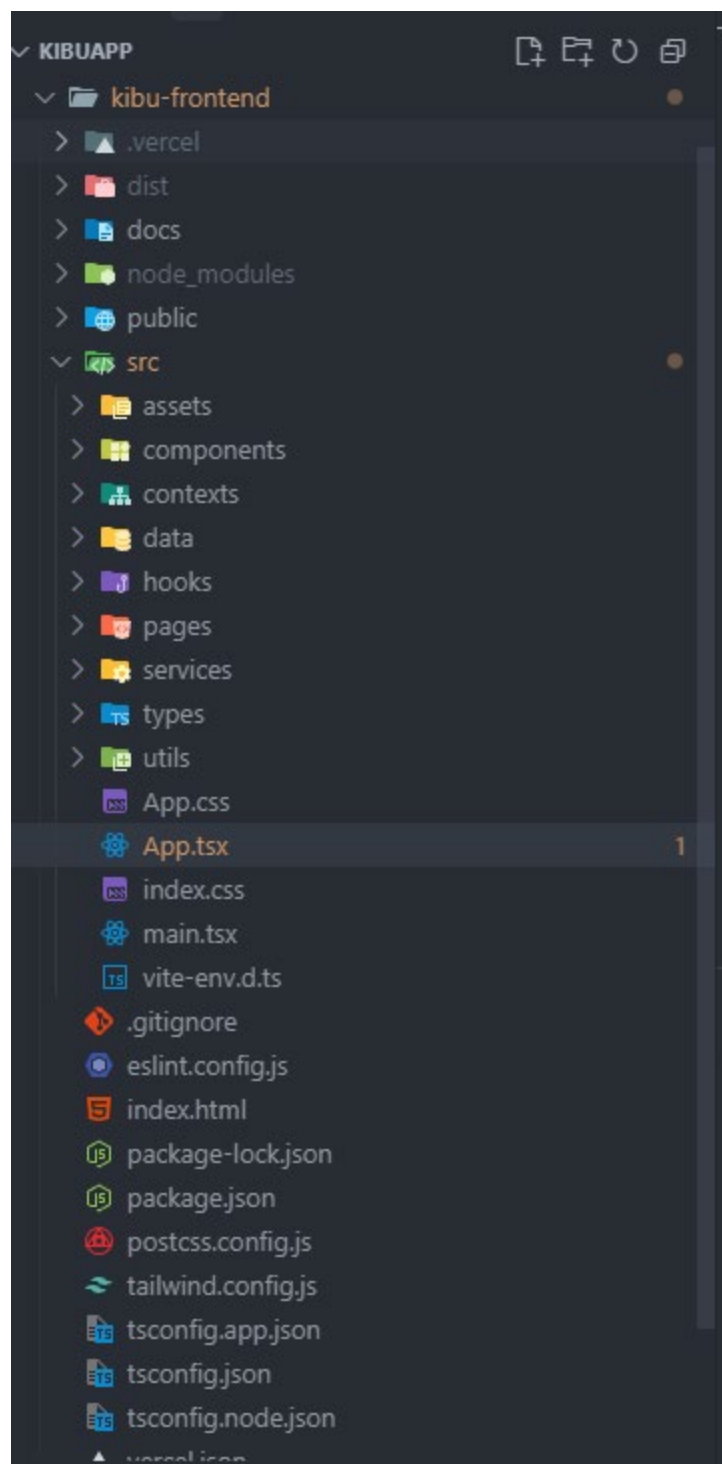 KIBUAPP
kibu-frontend
.vercel
dist
docs
node_modules
public
src
assets
components
contexts
data
hooks
pages
services
types
utils
App.css
App.tsx 1
index.css
main.tsx
vite-env.d.ts
.gitignore
eslint.config.js
index.html
package-lock.json
package.json
postcss.config.js
tailwind.config.js
tsconfig.app.json
tsconfig.json
tsconfig.node.json
vercel.json